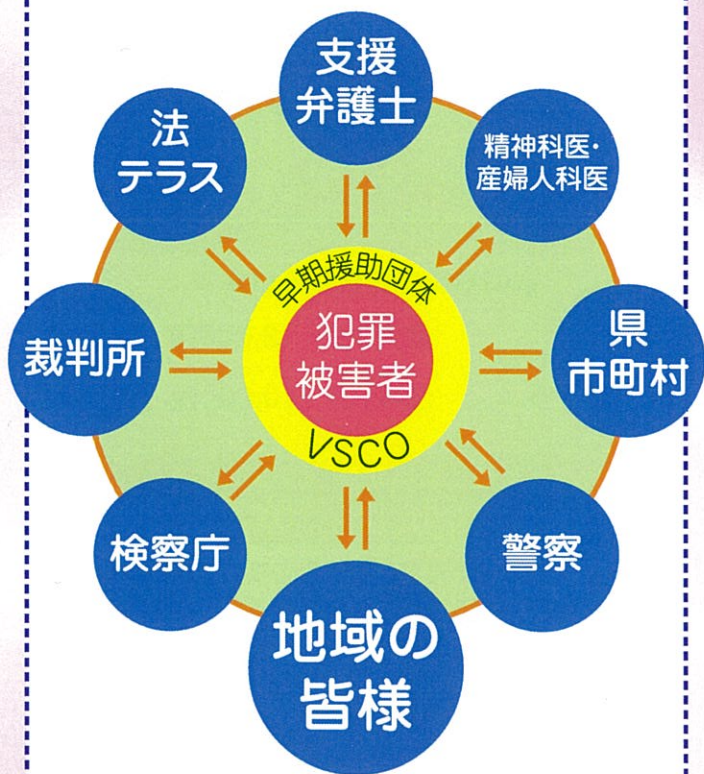 支援
弁護士
法
テラス
精神科医・
産婦人科医
早期援助団体
犯罪
被害者
VSCO
裁判所
県
市町村
検察庁
警察
地域の
皆様